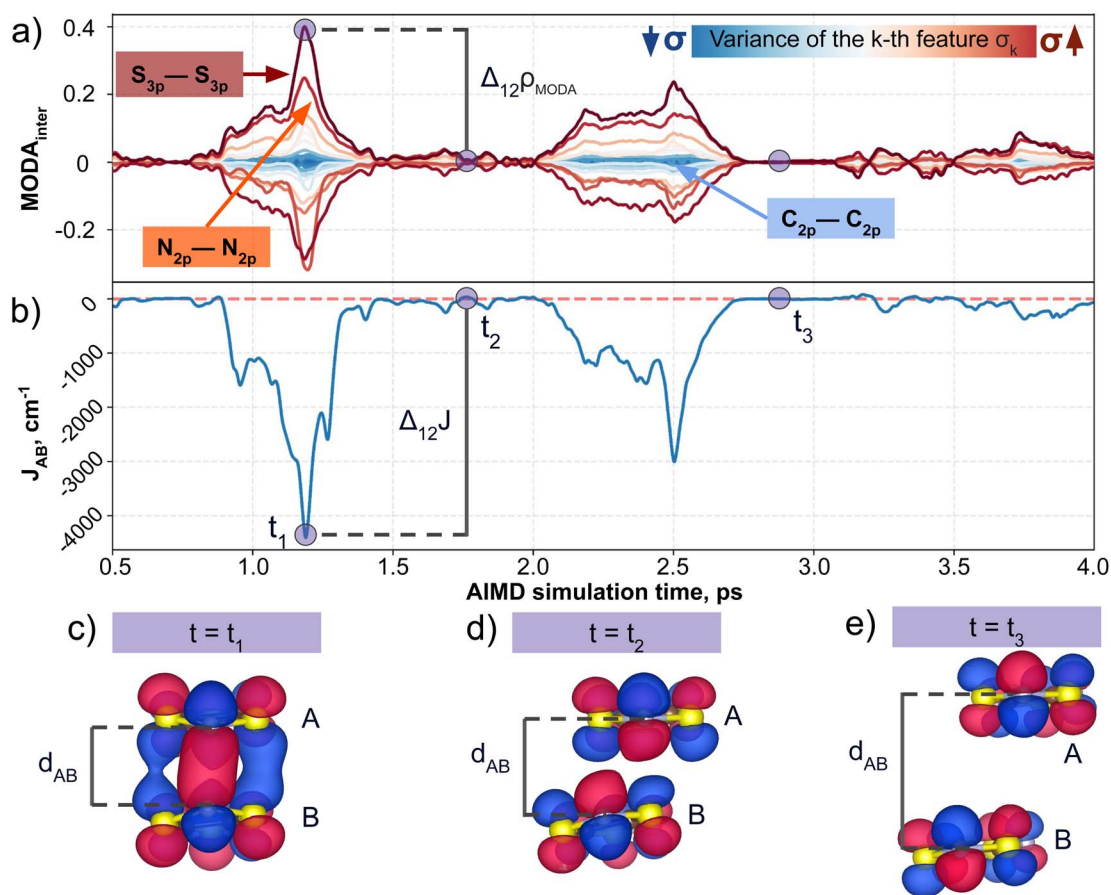 a)
0.4
0.2
0
-0.2
MODA_inter
S_3p — S_3p
N_2p — N_2p
C_2p — C_2p
Δ_12 ρ_MODA
↓σ Variance of the k-th feature σ_k σ↑
b)
0
-1000
-2000
-3000
-4000
J_AB, cm⁻¹
t_1
t_2
t_3
Δ_12 J
0.5 1.0 1.5 2.0 2.5 3.0 3.5 4.0
AIMD simulation time, ps
c) t = t_1
A
d_AB
B
d) t = t_2
A
d_AB
B
e) t = t_3
A
d_AB
B